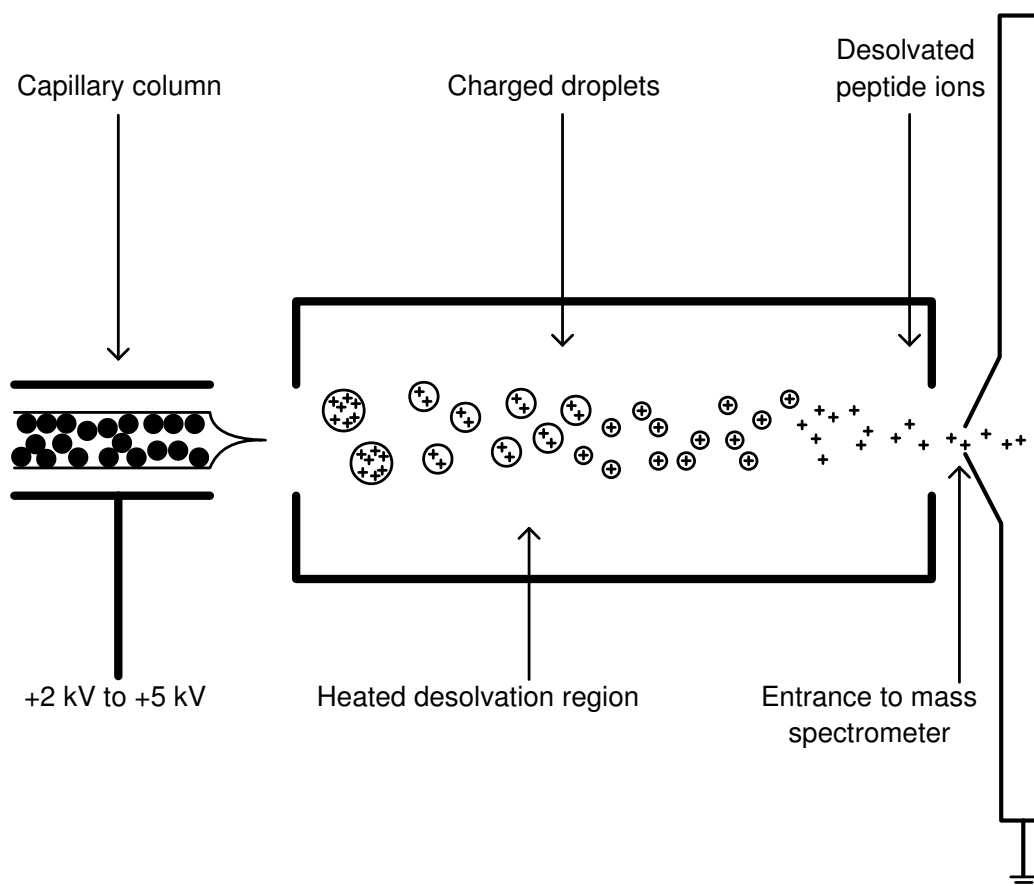 Capillary column
Charged droplets
Desolvated
peptide ions
+2 kV to +5 kV
Heated desolvation region
Entrance to mass
spectrometer